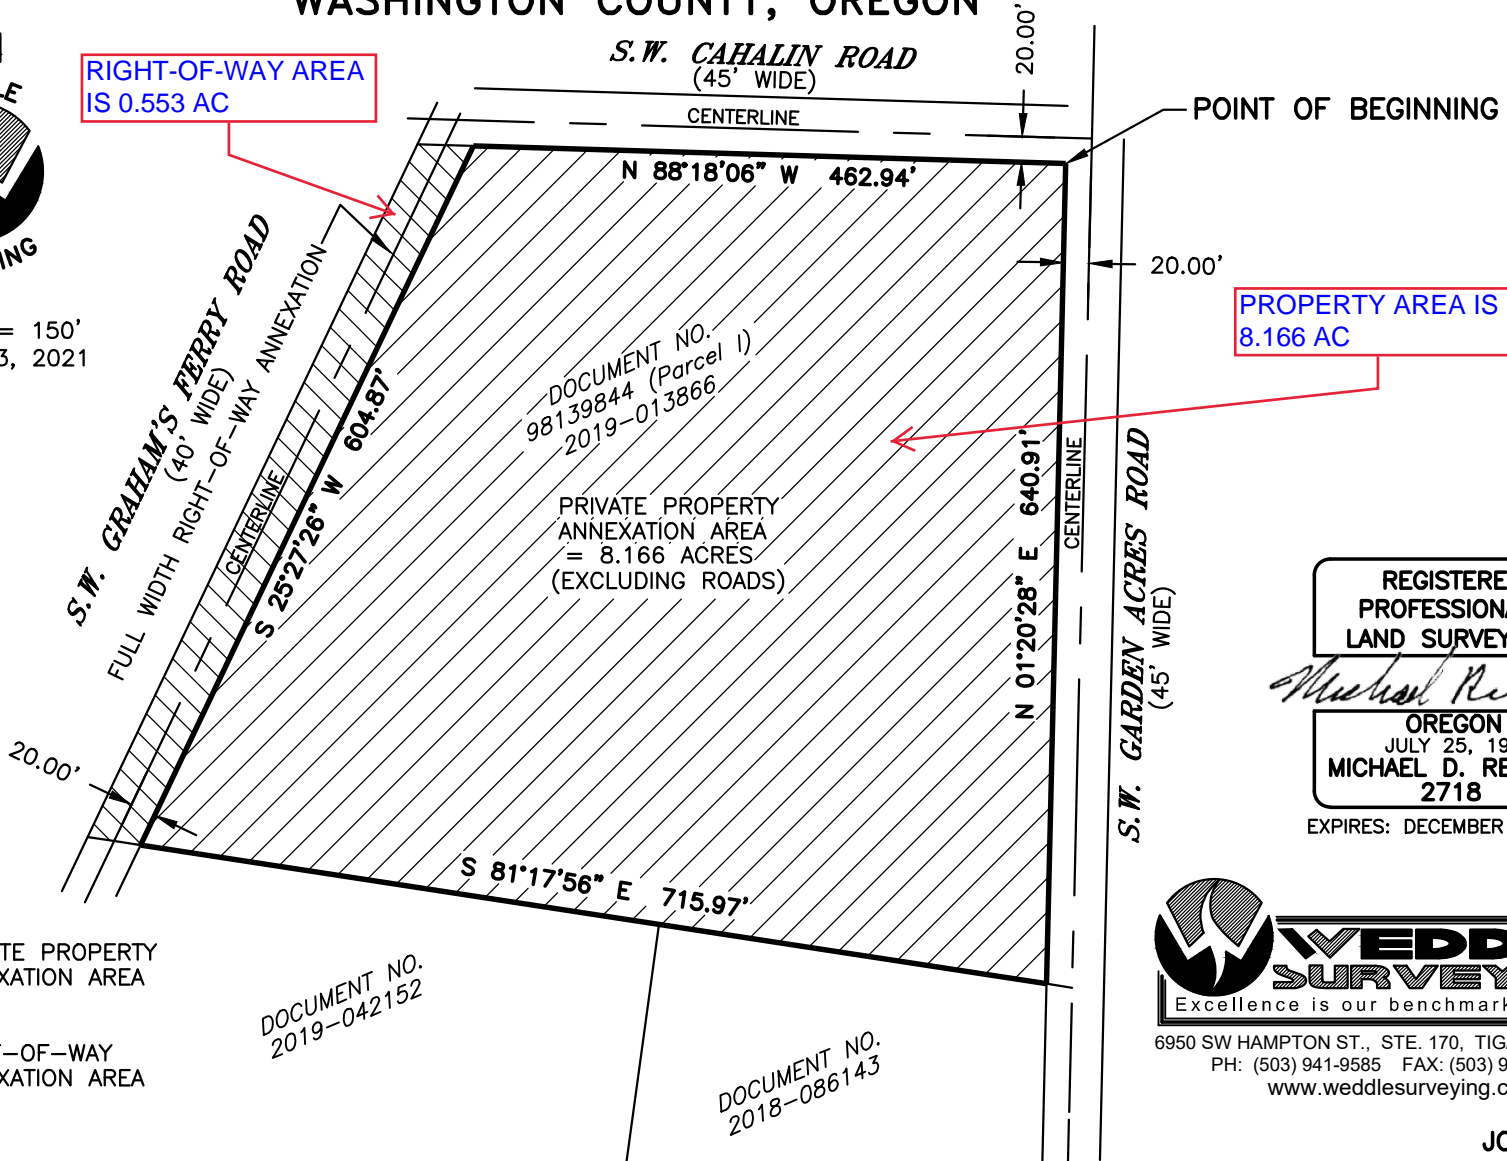 WASHINGTON COUNTY, OREGON
S.W. CAHALIN ROAD
(45' WIDE)
CENTERLINE
20.00'
RIGHT-OF-WAY AREA
IS 0.553 AC
POINT OF BEGINNING
N 88°18'06" W 462.94'
20.00'
= 150'
3, 2021
S.W. GRAHAM'S FERRY ROAD
(40' WIDE)
FULL WIDTH RIGHT-OF-WAY ANNEXATION
CENTERLINE
S 25°27'26" W 604.87'
DOCUMENT NO.
98139844 (Parcel I)
2019-013866
PROPERTY AREA IS
8.166 AC
PRIVATE PROPERTY
ANNEXATION AREA
= 8.166 ACRES
(EXCLUDING ROADS)
N 01°20'28" E 640.91'
CENTERLINE
S.W. GARDEN ACRES ROAD
(45' WIDE)
20.00'
S 81°17'56" E 715.97'
DOCUMENT NO.
2019-042152
DOCUMENT NO.
2018-086143
TE PROPERTY
XATION AREA
-OF-WAY
XATION AREA
REGISTERE
PROFESSION
LAND SURVEY
Michael
OREGON
JULY 25, 19
MICHAEL D. RE
2718
EXPIRES: DECEMBER
WEDD
SURVEY
Excellence is our benchmark
6950 SW HAMPTON ST., STE. 170, TIG
PH: (503) 941-9585 FAX: (503) 9
www.weddlesurveying.c
JO